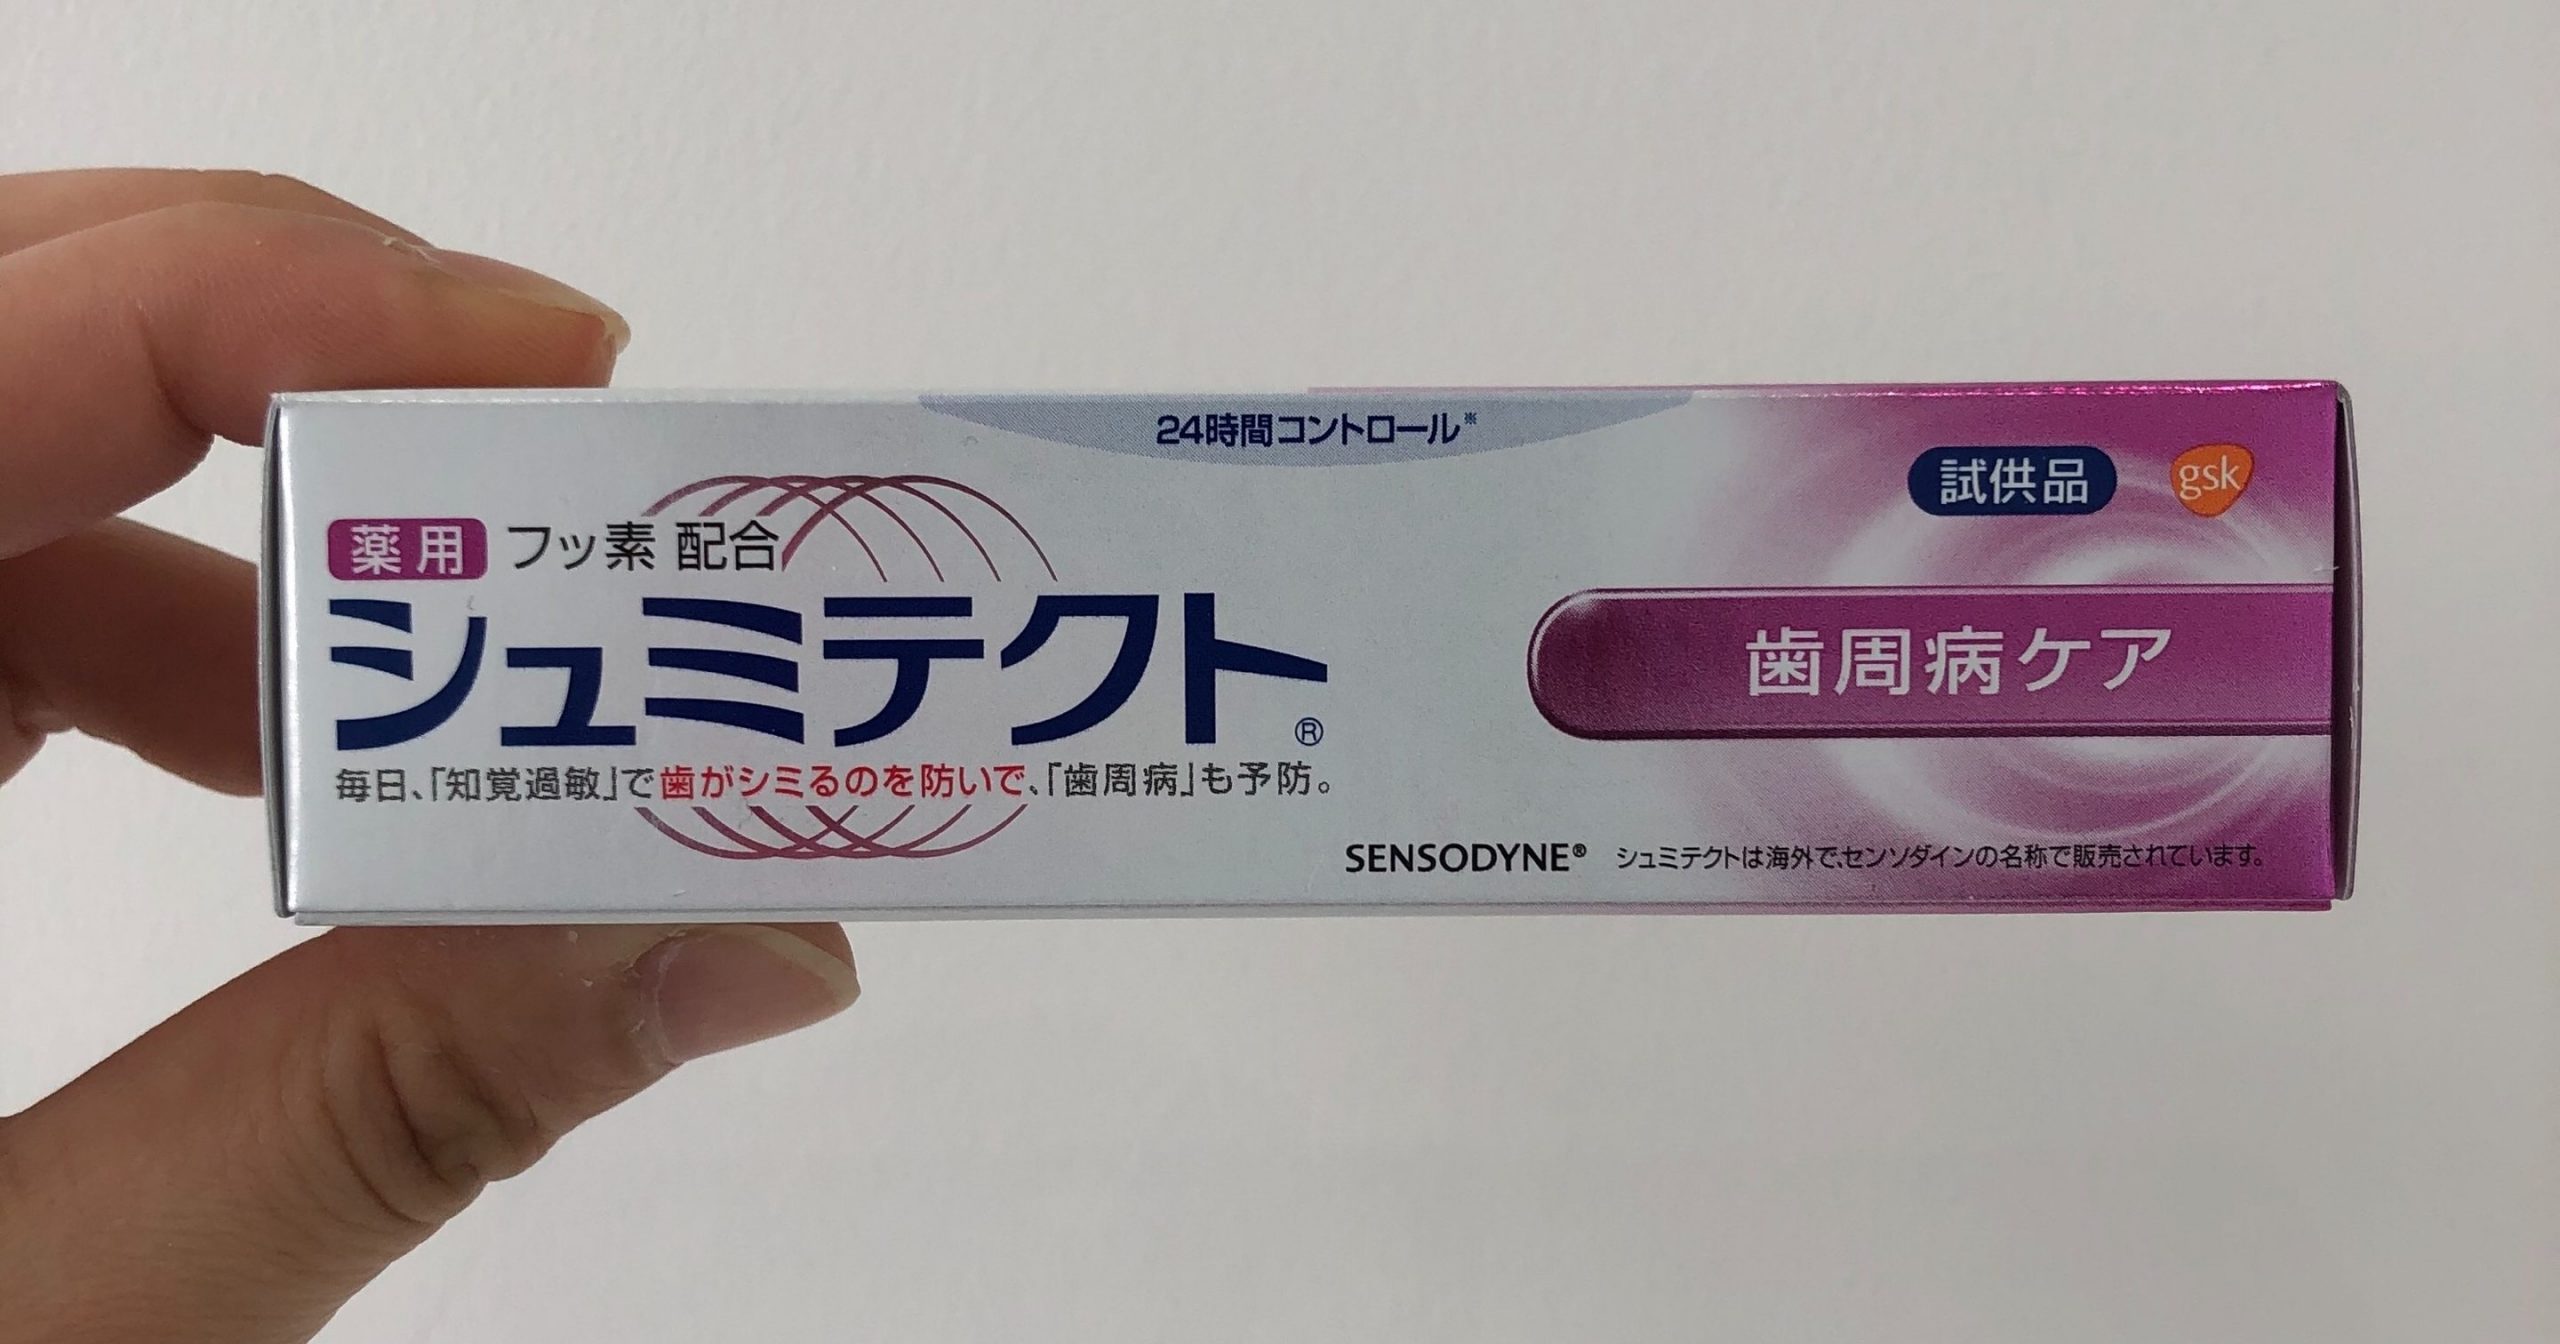 24時間コントロール※
試供品 gsk
薬用 フッ素 配合
シュミテクト®
歯周病ケア
毎日、「知覚過敏」で歯がシミるのを防いで、「歯周病」も予防。
SENSODYNE® シュミテクトは海外で、センソダインの名称で販売されています。